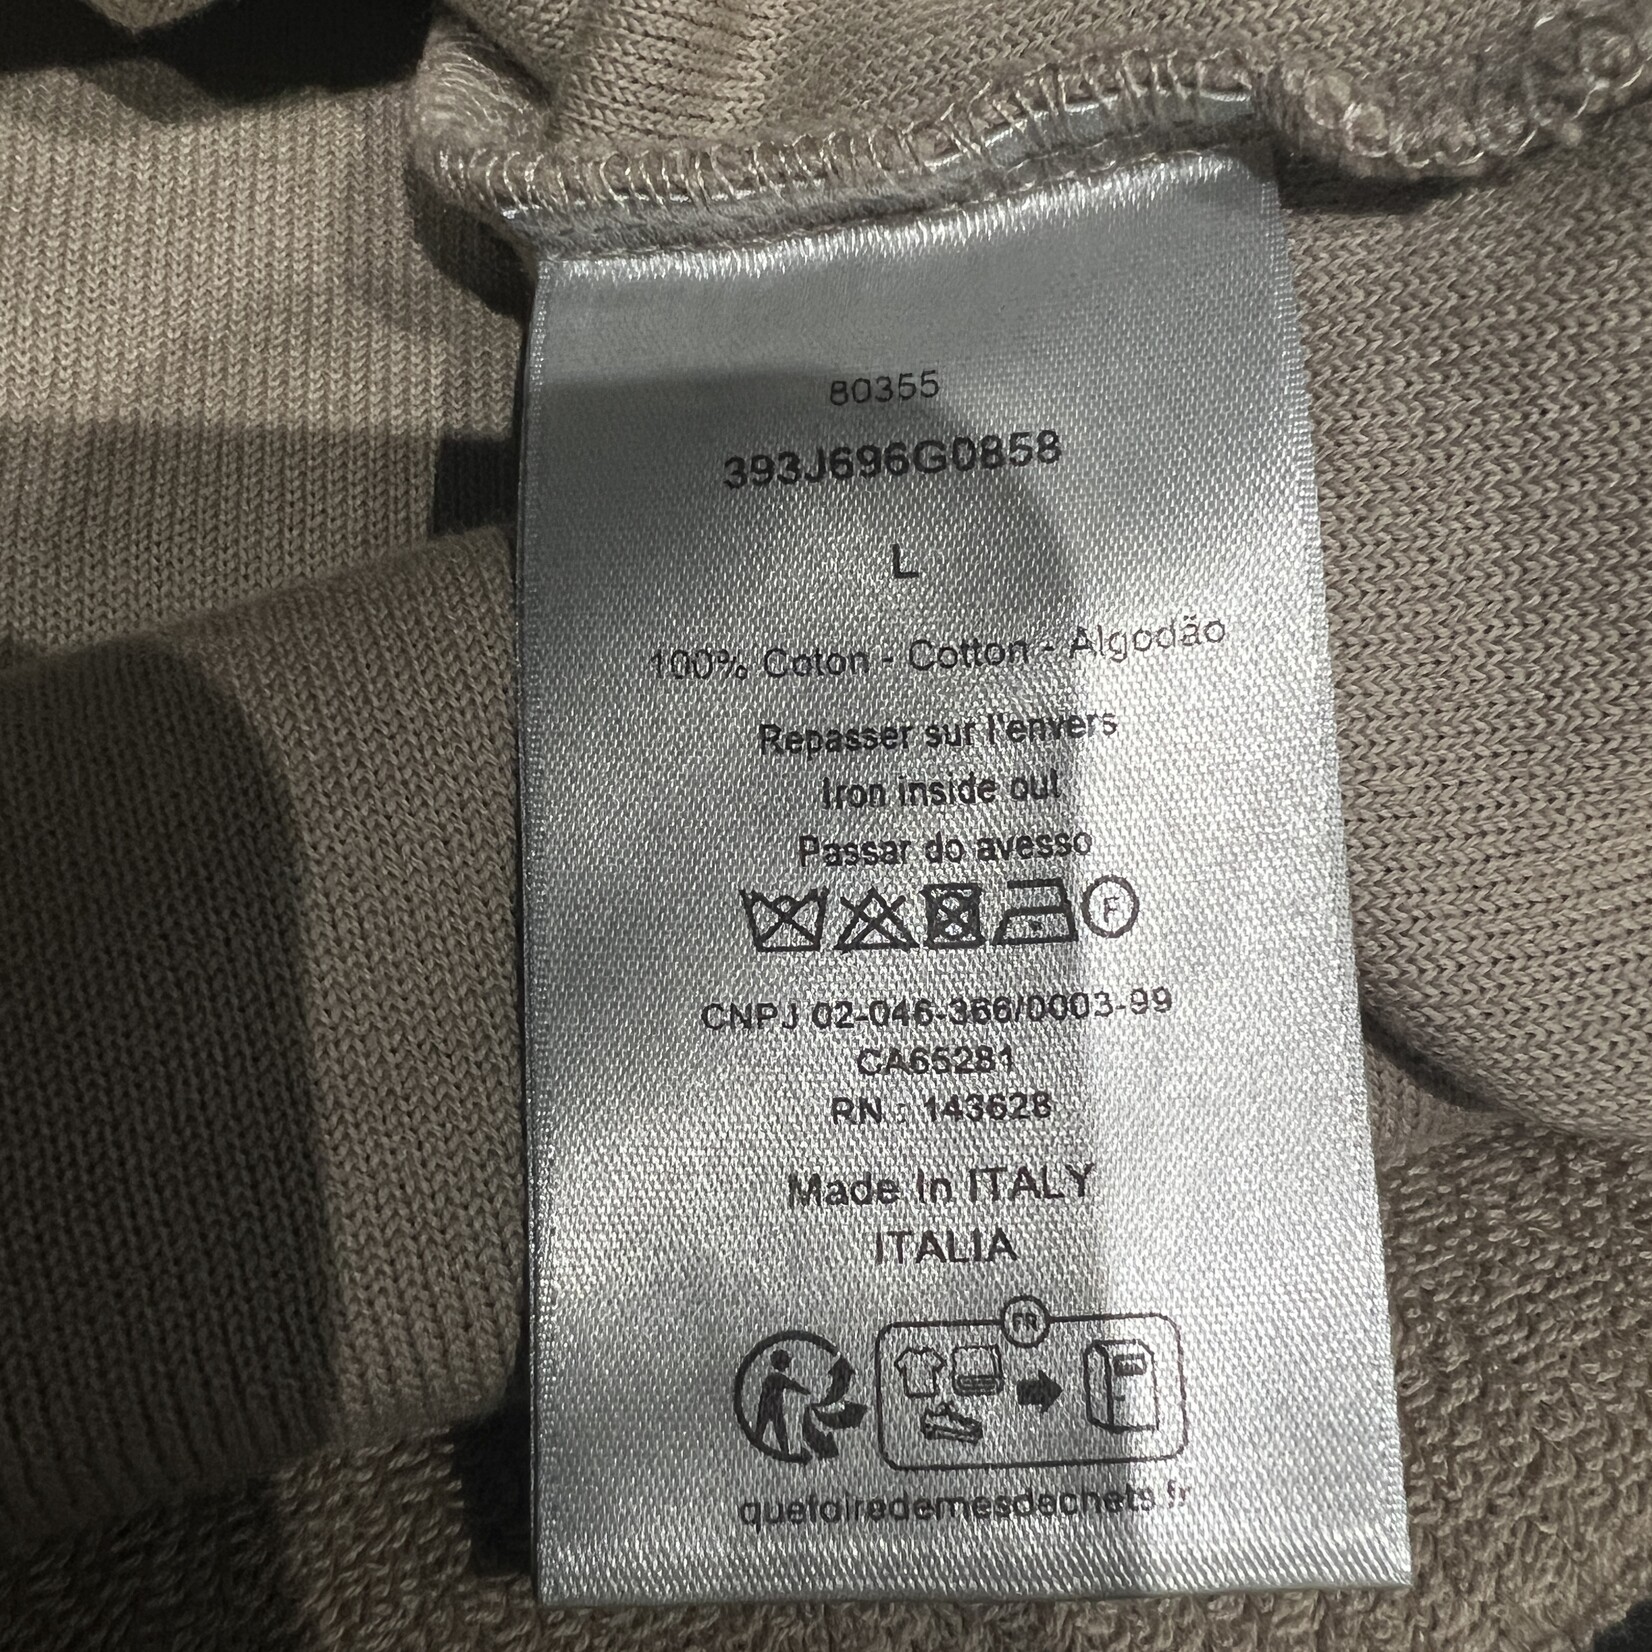 80355
393J696G0858
L
100% Coton - Cotton - Algodão
Repasser sur l'envers
Iron inside out
Passar do avesso
F
CNPJ 02-046-366/0003-99
CA65281
RN : 143628
Made In ITALY
ITALIA
FR
quefairedemesdechets.fr